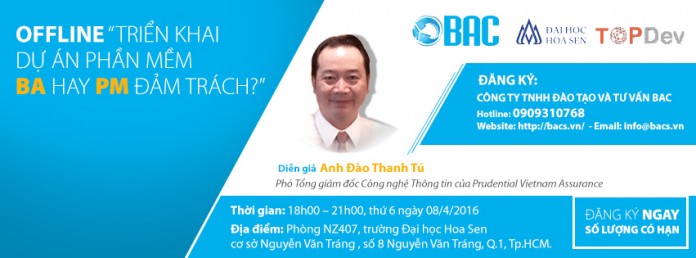 OFFLINE “TRIỂN KHAI
DỰ ÁN PHẦN MỀM
BA HAY PM ĐẢM TRÁCH?”
BAC
ĐẠI HỌC
HOA SEN
TOPDev
ĐĂNG KÝ:
CÔNG TY TNHH ĐÀO TẠO VÀ TƯ VẤN BAC
Hotline: 0909310768
Website: http://bacs.vn/ - Email: info@bacs.vn
Diễn giả Anh Đào Thanh Tú
Phó Tổng giám đốc Công nghệ Thông tin của Prudential Vietnam Assurance
Thời gian: 18h00 – 21h00, thứ 6 ngày 08/4/2016
Địa điểm: Phòng NZ407, trường Đại học Hoa Sen
cơ sở Nguyễn Văn Tráng , số 8 Nguyễn Văn Tráng, Q.1, Tp.HCM.
ĐĂNG KÝ NGAY
SỐ LƯỢNG CÓ HẠN